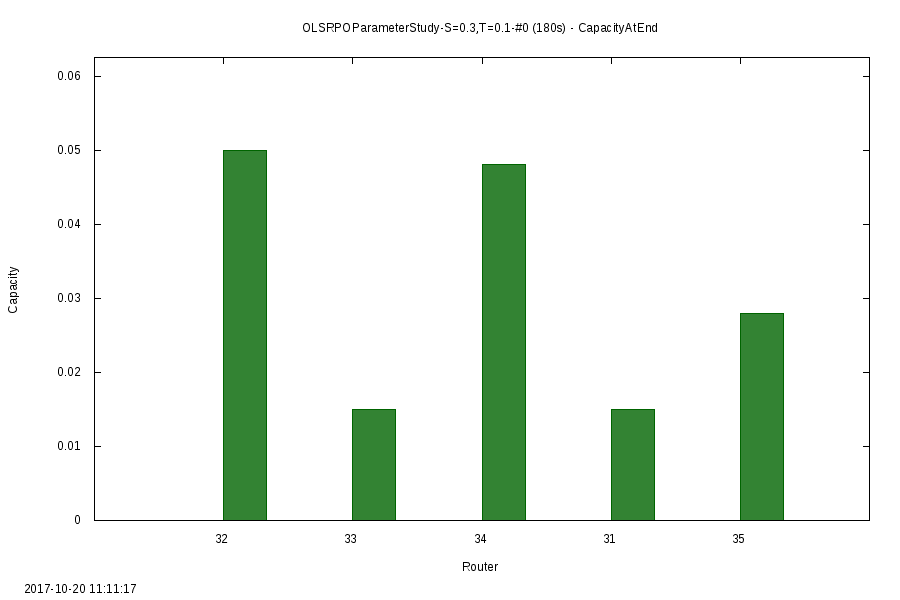 OLSRPOParameterStudy-S=0.3,T=0.1-#0 (180s) - CapacityAtEnd
0.06
0.05
0.04
0.03
0.02
0.01
0
Capacity
32 33 34 31 35
Router
2017-10-20 11:11:17